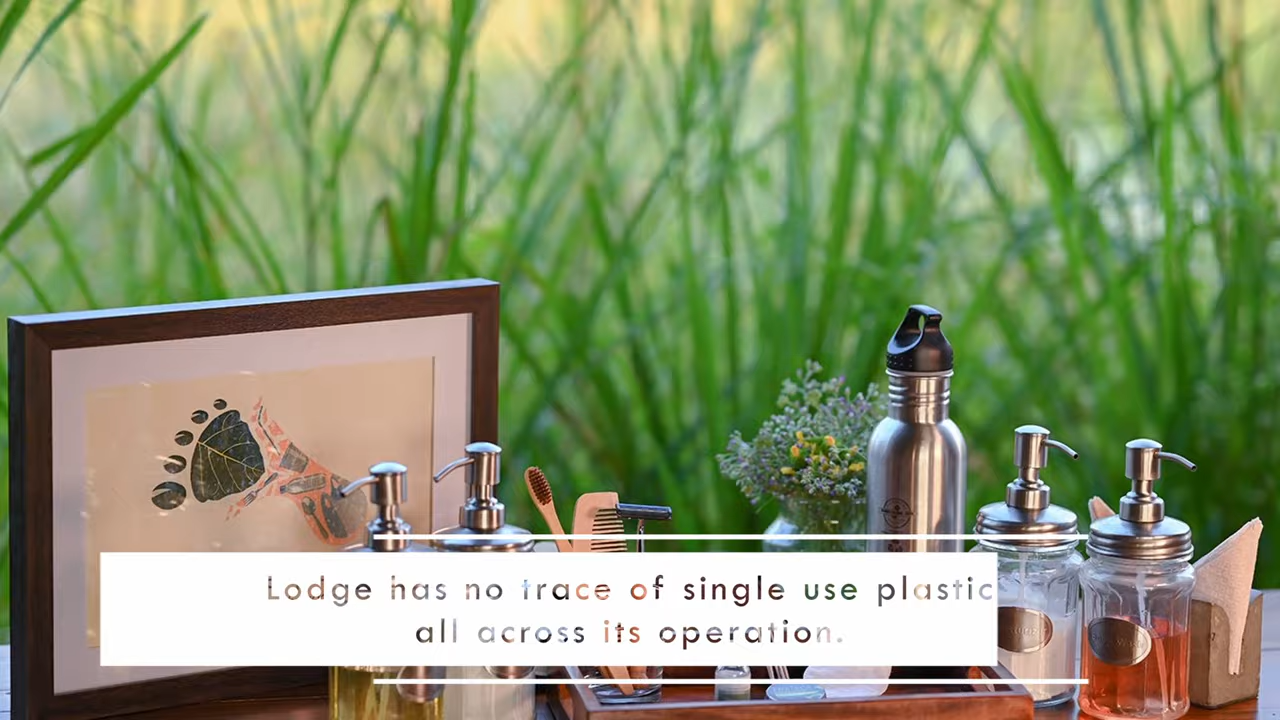 Lodge has no trace of single use plastic
all across its operation.